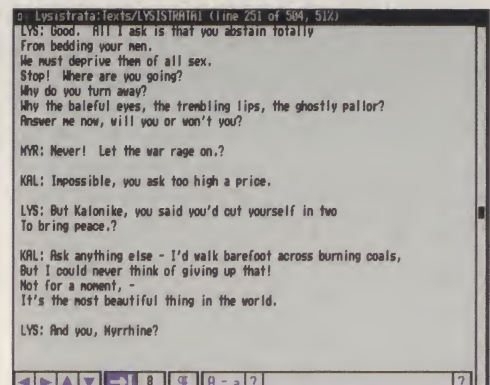 Lysistrata:Texts/LYSISTRATA1 (line 251 of 504, 51%)
LYS: Good. All I ask is that you abstain totally
From bedding your men.
We must deprive them of all sex.
Stop! Where are you going?
Why do you turn away?
Why the baleful eyes, the trembling lips, the ghostly pallor?
Answer me now, will you or won't you?
MYR: Never! Let the war rage on.?
KAL: Impossible, you ask too high a price.
LYS: But Kalonike, you said you'd cut yourself in two
To bring peace.?
KAL: Ask anything else - I'd walk barefoot across burning coals,
But I could never think of giving up that!
Not for a moment, -
It's the most beautiful thing in the world.
LYS: And you, Myrrhine?
8 A - a ? ?